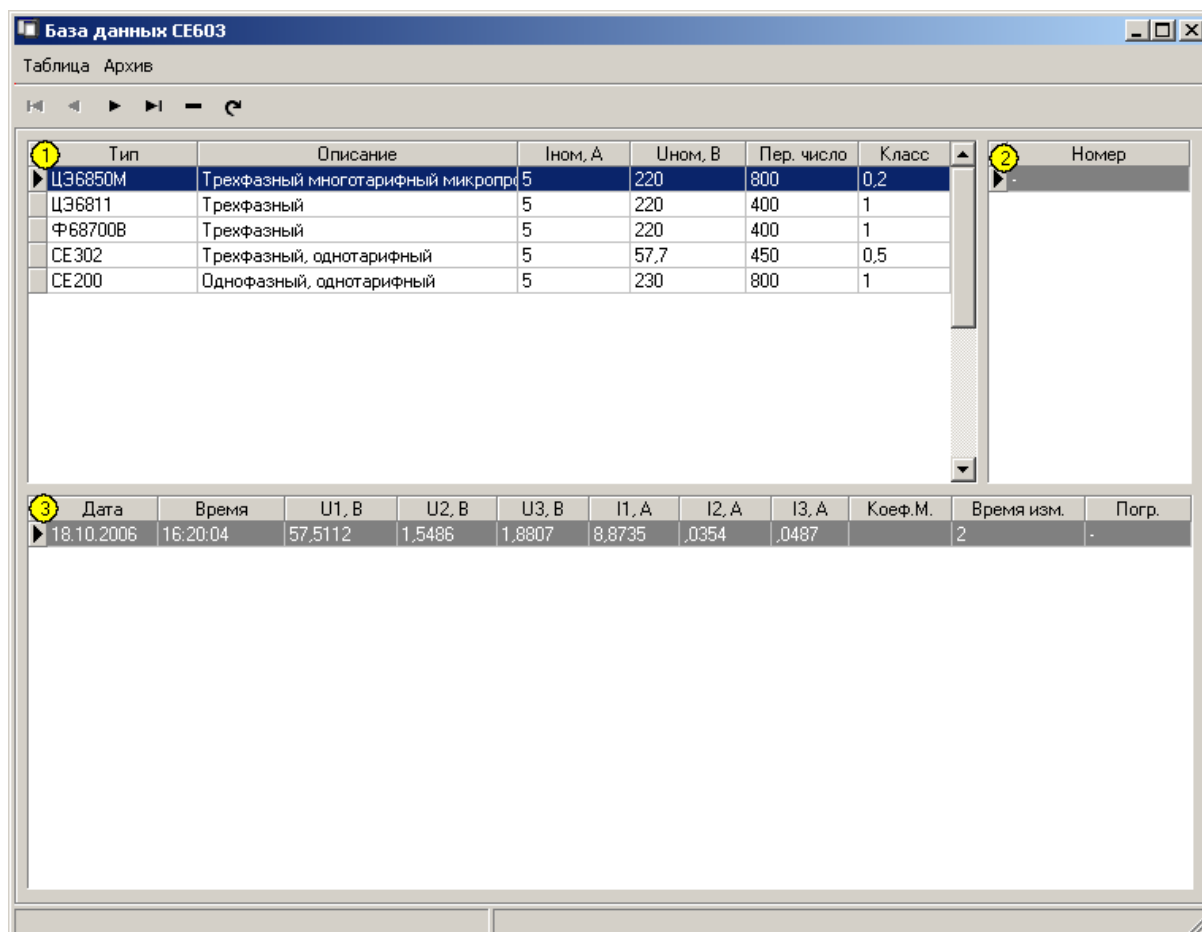 База данных CE603
Таблица Архив
1 Тип Описание Iном, А Uном, В Пер. число Класс
ЦЭ6850М Трехфазный многотарифный микропро 5 220 800 0,2
ЦЭ6811 Трехфазный 5 220 400 1
Ф68700В Трехфазный 5 220 400 1
CE302 Трехфазный, однотарифный 5 57,7 450 0,5
CE200 Однофазный, однотарифный 5 230 800 1
2 Номер
-
3 Дата Время U1, В U2, В U3, В I1, А I2, А I3, А Коеф.М. Время изм. Погр.
18.10.2006 16:20:04 57,5112 1,5486 1,8807 8,8735 ,0354 ,0487 2 -